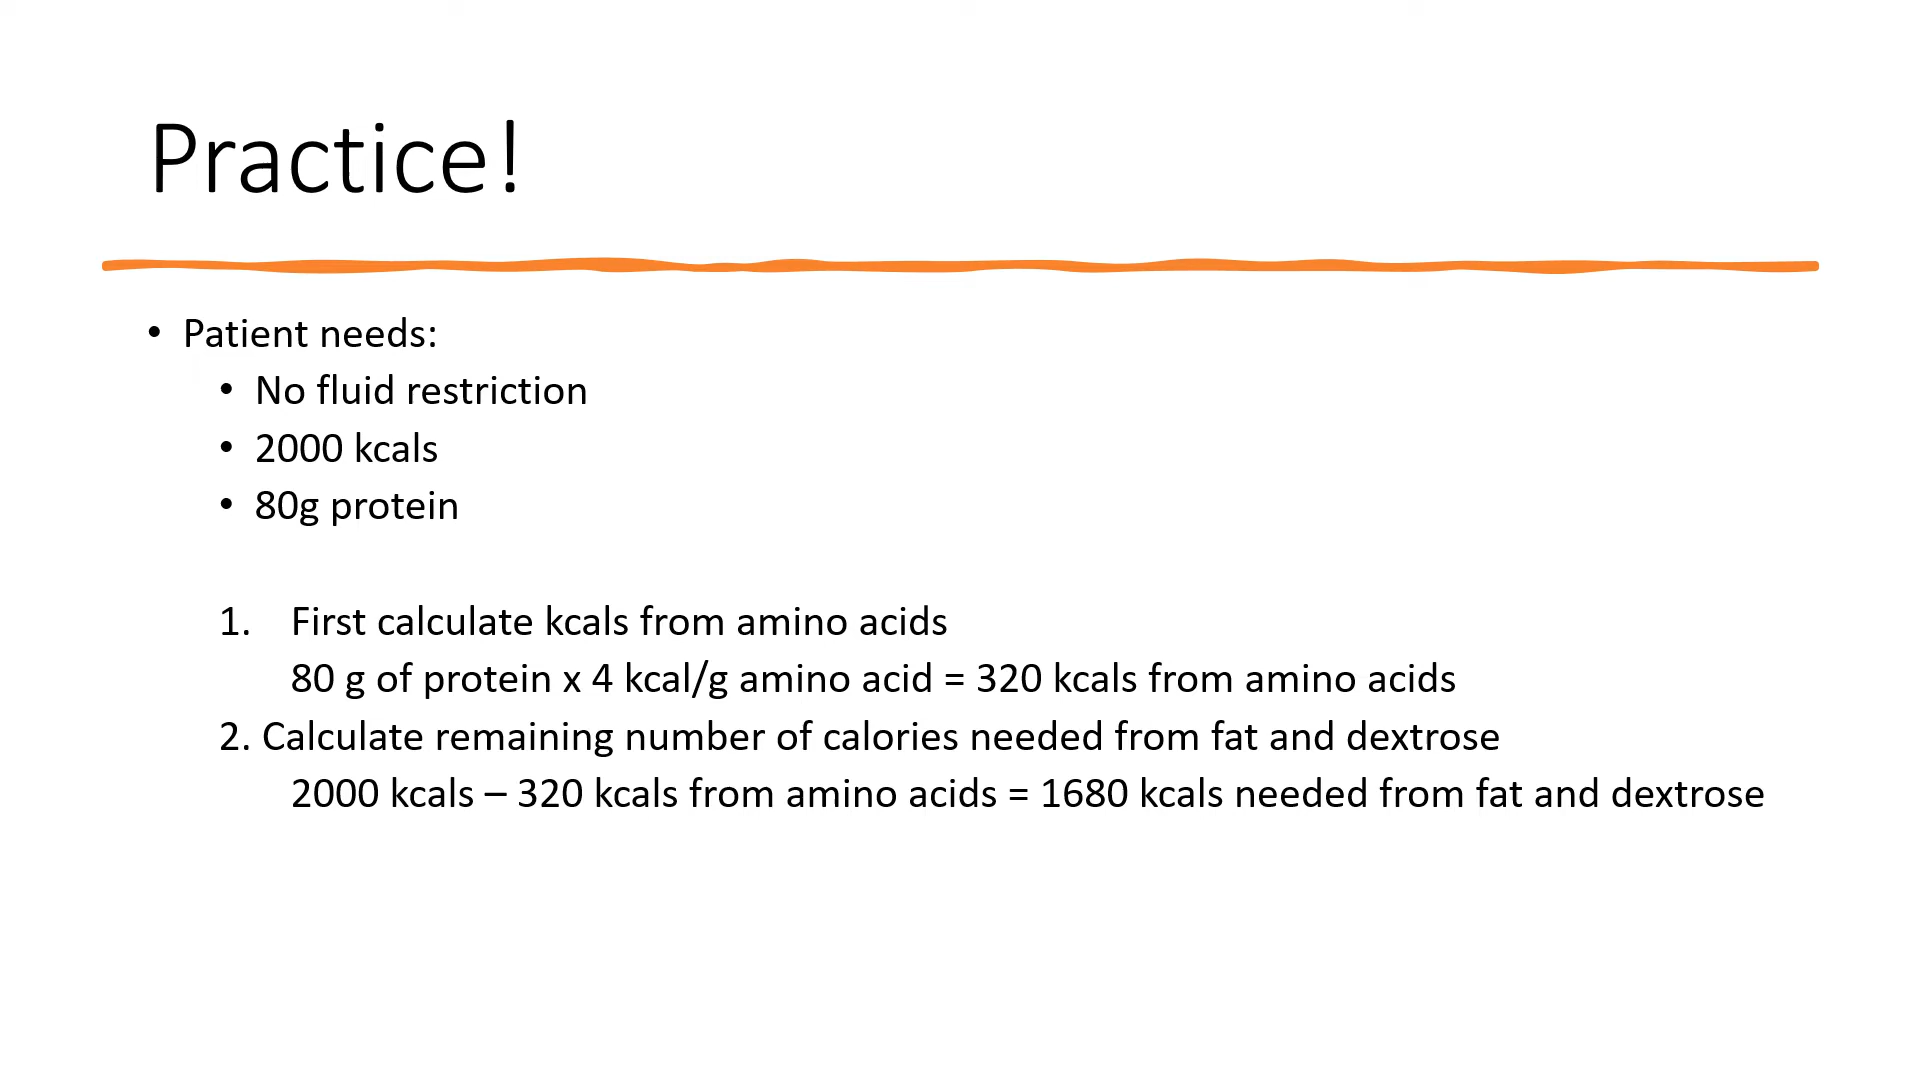 Practice!
• Patient needs:
• No fluid restriction
• 2000 kcals
• 80g protein
1. First calculate kcals from amino acids
80 g of protein x 4 kcal/g amino acid = 320 kcals from amino acids
2. Calculate remaining number of calories needed from fat and dextrose
2000 kcals – 320 kcals from amino acids = 1680 kcals needed from fat and dextrose